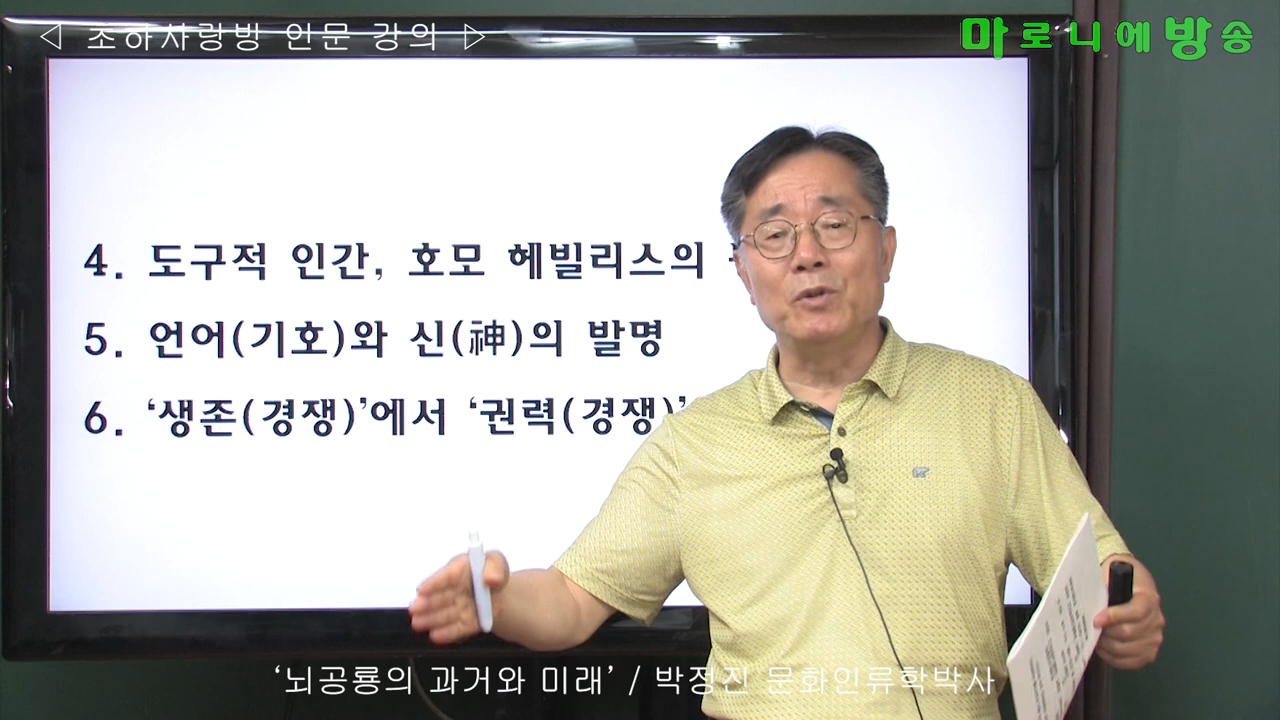 ◁ 초하사랑방 인문 강의 ▷
마로니에방송
4. 도구적 인간, 호모 헤빌리스의
5. 언어(기호)와 신(神)의 발명
6. ‘생존(경쟁)’에서 ‘권력(경쟁)’
‘뇌공룡의 과거와 미래’ / 박정진 문화인류학박사